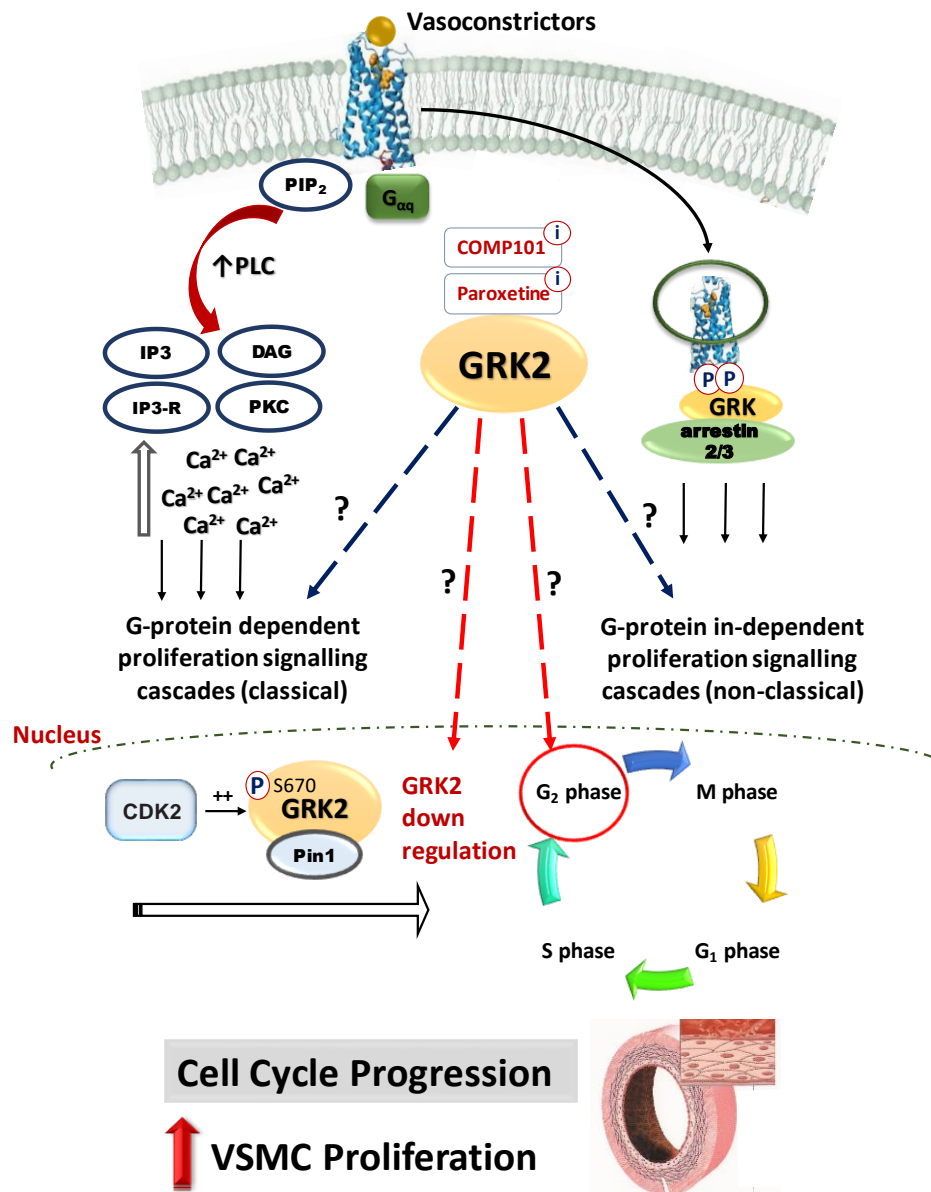 Vasoconstrictors
PIP₂
Gαq
↑PLC
COMP101
i
Paroxetine
i
GRK2
IP3
DAG
IP3-R
PKC
P P
GRK
arrestin
2/3
Ca²⁺ Ca²⁺
Ca²⁺ Ca²⁺ Ca²⁺
Ca²⁺ Ca²⁺
?
?
?
?
G-protein dependent
proliferation signalling
cascades (classical)
G-protein in-dependent
proliferation signalling
cascades (non-classical)
Nucleus
CDK2
++
P S670
GRK2
Pin1
GRK2
down
regulation
G₂ phase
M phase
S phase
G₁ phase
Cell Cycle Progression
VSMC Proliferation